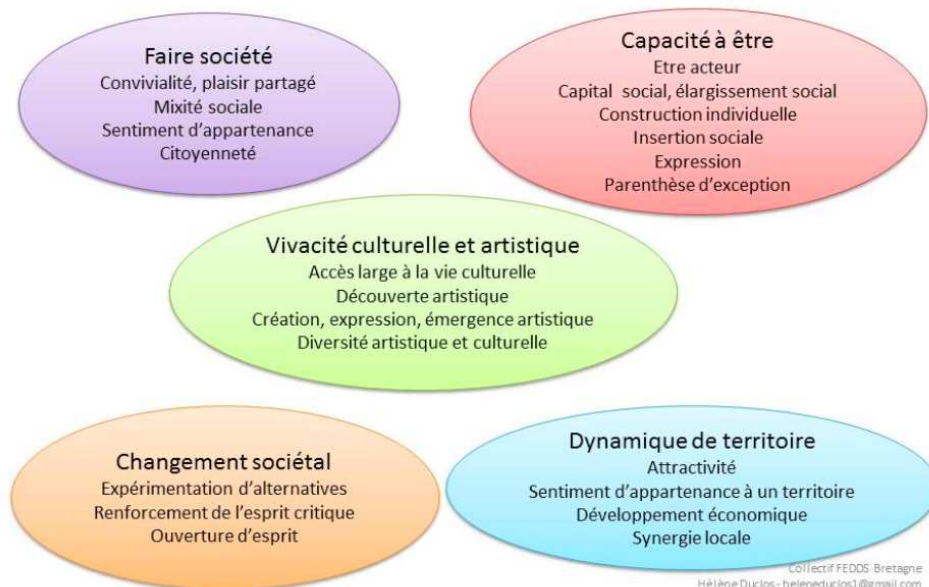 Faire société
Convivialité, plaisir partagé
Mixité sociale
Sentiment d'appartenance
Citoyenneté
Capacité à être
Etre acteur
Capital social, élargissement social
Construction individuelle
Insertion sociale
Expression
Parenthèse d'exception
Vivacité culturelle et artistique
Accès large à la vie culturelle
Découverte artistique
Création, expression, émergence artistique
Diversité artistique et culturelle
Changement sociétal
Expérimentation d'alternatives
Renforcement de l'esprit critique
Ouverture d'esprit
Dynamique de territoire
Attractivité
Sentiment d'appartenance à un territoire
Développement économique
Synergie locale
Collectif FEDDS Bretagne
Hélène Duclos - heleneduclos1@gmail.com